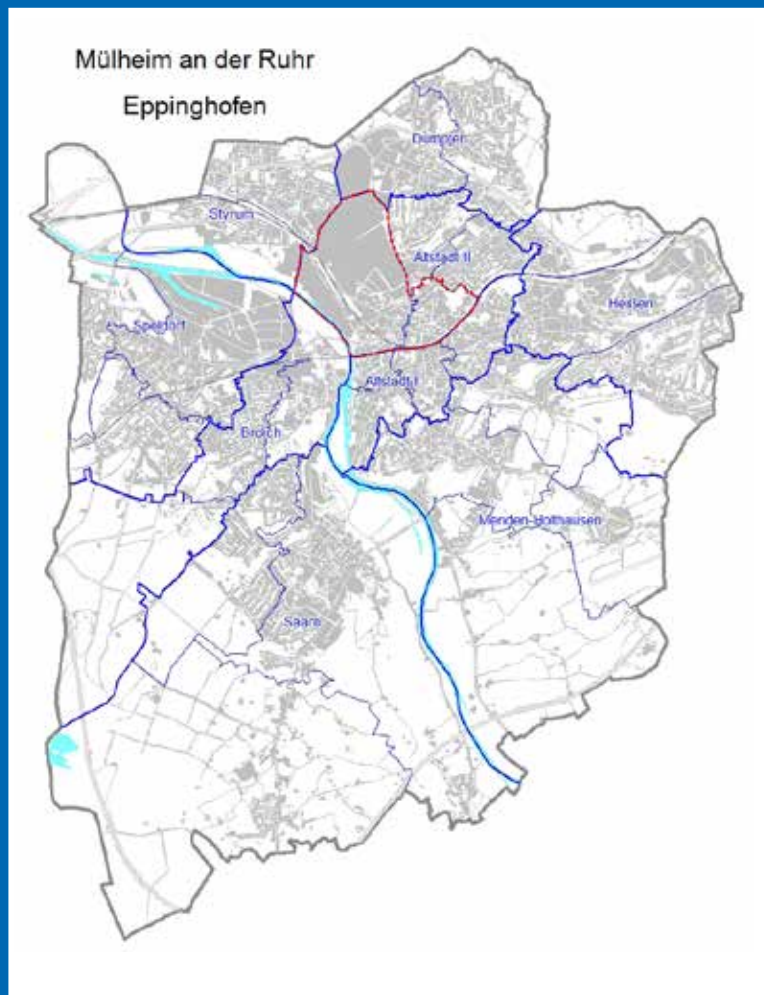 Mülheim an der Ruhr
Eppinghofen
Dümpten
Styrum
Altstadt II
Heissen
Speldorf
Altstadt I
Broich
Menden-Holthausen
Saarn